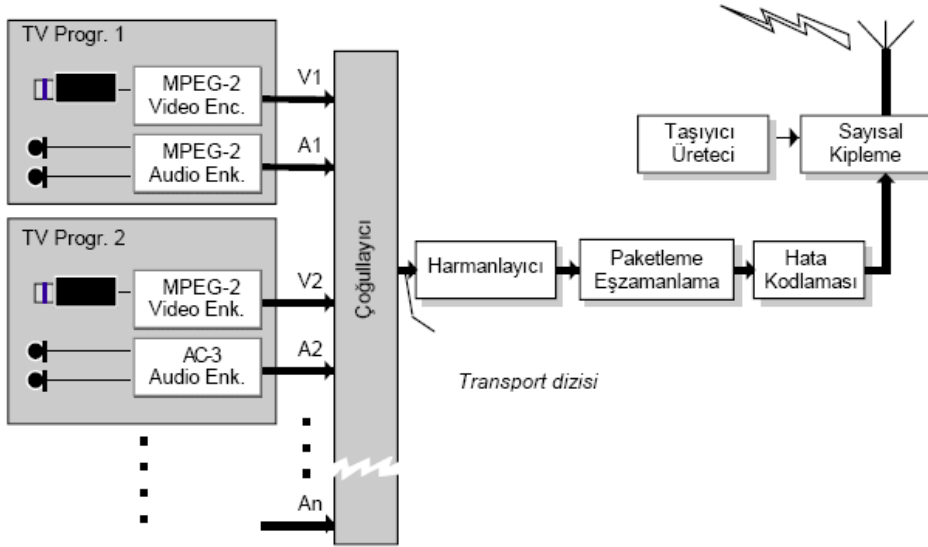 TV Progr. 1
MPEG-2
Video Enc.
V1
MPEG-2
Audio Enk.
A1
TV Progr. 2
MPEG-2
Video Enk.
V2
AC-3
Audio Enk.
A2
An
Çoğullayıcı
Harmanlayıcı
Paketleme
Eşzamanlama
Hata
Kodlaması
Taşıyıcı
Üreteci
Sayısal
Kipleme
Transport dizisi